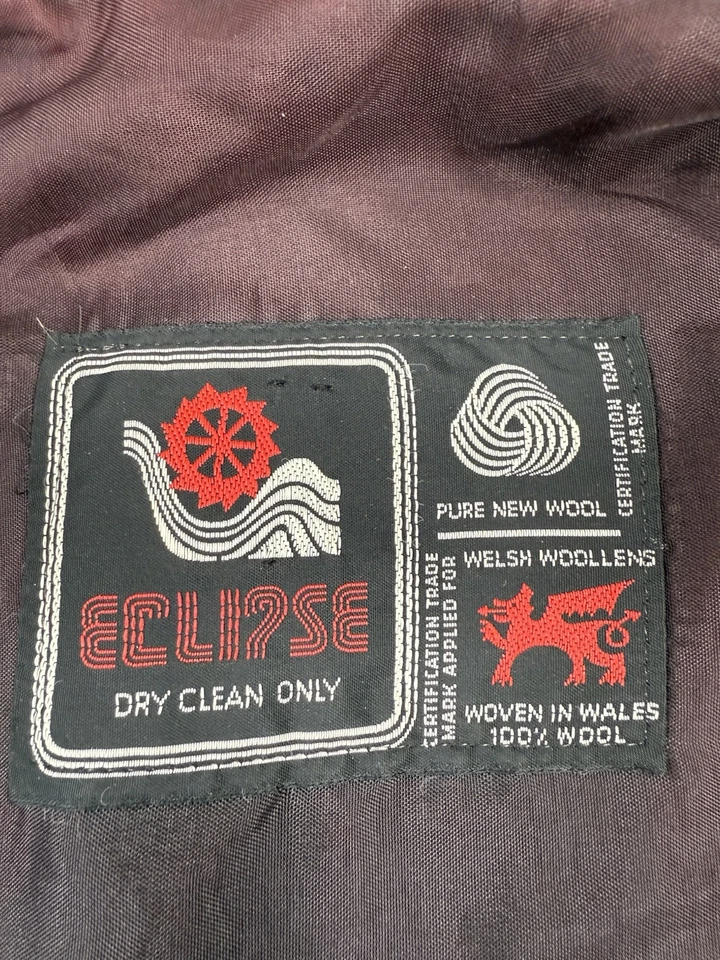 ECLIPSE
DRY CLEAN ONLY
PURE NEW WOOL
CERTIFICATION TRADE
MARK
WELSH WOOLLENS
CERTIFICATION TRADE
MARK APPLIED FOR
WOVEN IN WALES
100% WOOL